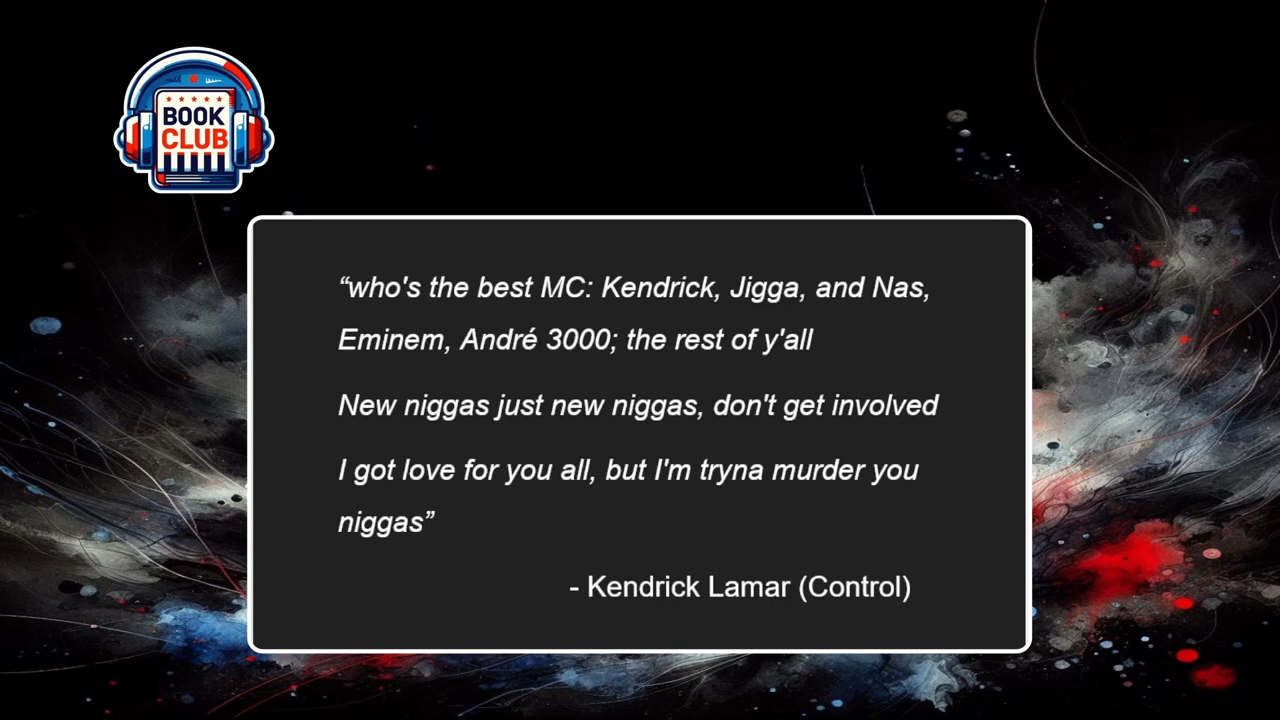 BOOK
CLUB
“who's the best MC: Kendrick, Jigga, and Nas,
Eminem, André 3000; the rest of y'all
New niggas just new niggas, don't get involved
I got love for you all, but I'm tryna murder you
niggas”
- Kendrick Lamar (Control)